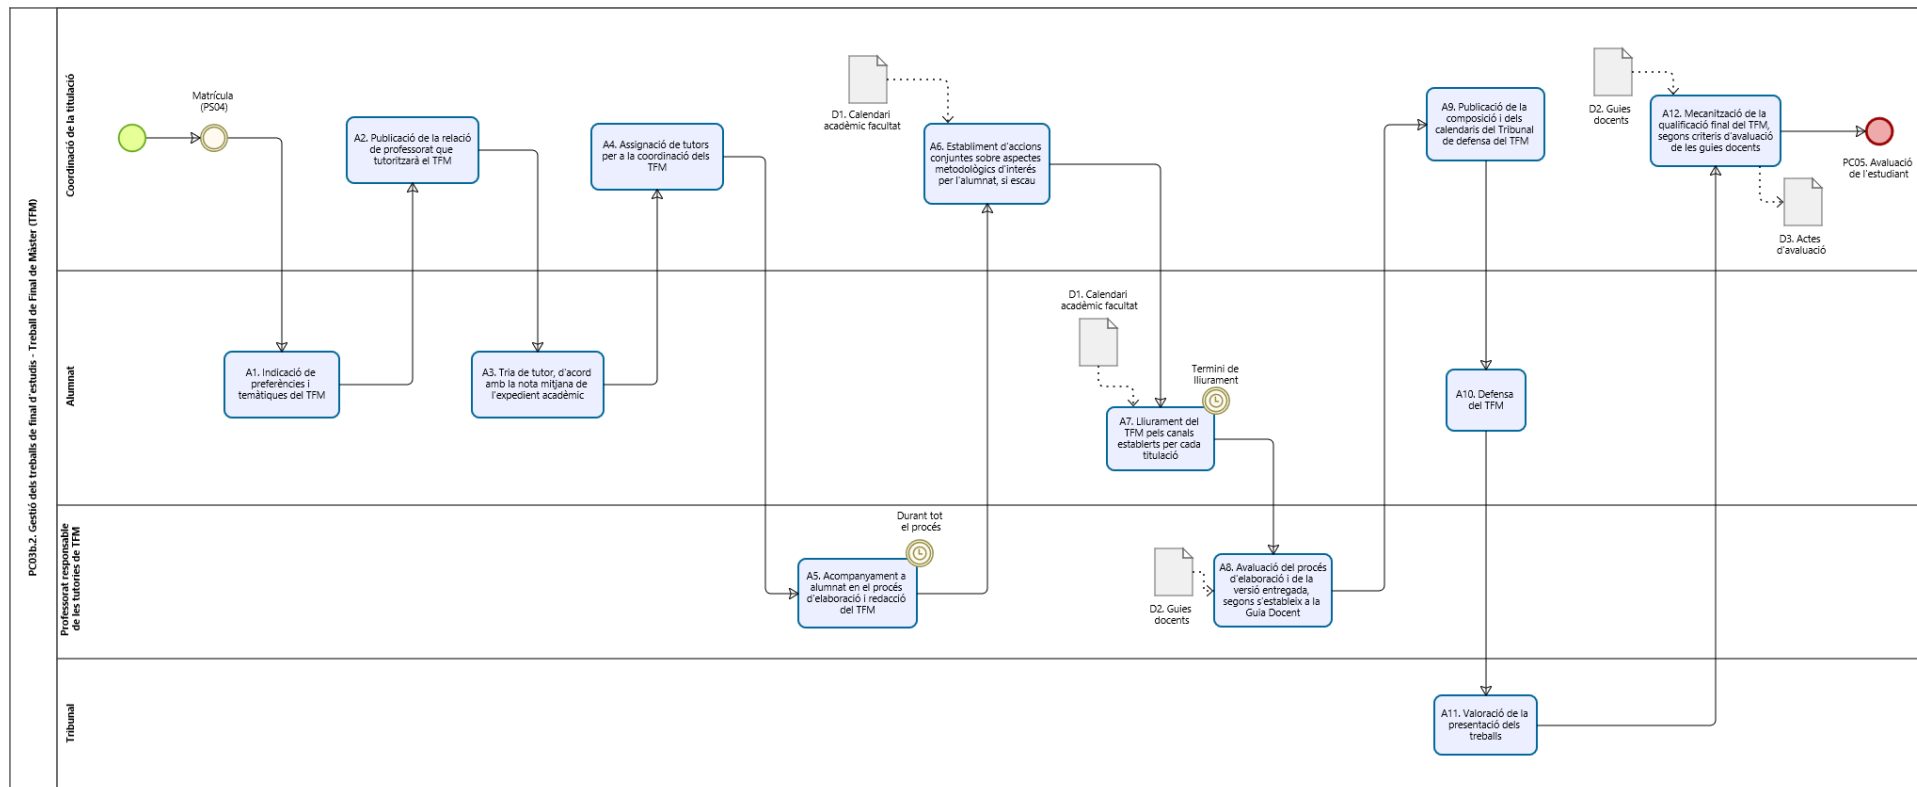 PC03b.2. Gestió dels treballs de final d'estudis - Treball de Final de Màster (TFM)
Coordinació de la titulació
Matrícula
(PS04)
A2. Publicació de la relació
de professorat que
tutoritzarà el TFM
A4. Assignació de tutors
per a la coordinació dels
TFM
D1. Calendari
acadèmic facultat
A6. Establiment d'accions
conjuntes sobre aspectes
metodològics d'interés
per l'alumnat, si escau
A9. Publicació de la
composició i dels
calendaris del Tribunal
de defensa del TFM
D2. Guies
docents
A12. Mecanització de la
qualificació final del TFM,
segons criteris d'avaluació
de les guies docents
D3. Actes
d'avaluació
PC05. Avaluació
de l'estudiant
Alumnat
A1. Indicació de
preferències i
temàtiques del TFM
A3. Tria de tutor, d'acord
amb la nota mitjana de
l'expedient acadèmic
D1. Calendari
acadèmic facultat
Termini de
lliurament
A7. Lliurament del
TFM pels canals
establerts per cada
titulació
A10. Defensa
del TFM
Professorat responsable
de les tutories de TFM
Durant tot
el procés
A5. Acompanyament a
alumnat en el procés
d'elaboració i redacció
del TFM
D2. Guies
docents
A8. Avaluació del procés
d'elaboració i de la
versió entregada,
segons s'estableix a la
Guia Docent
Tribunal
A11. Valoració de la
presentació dels
treballs